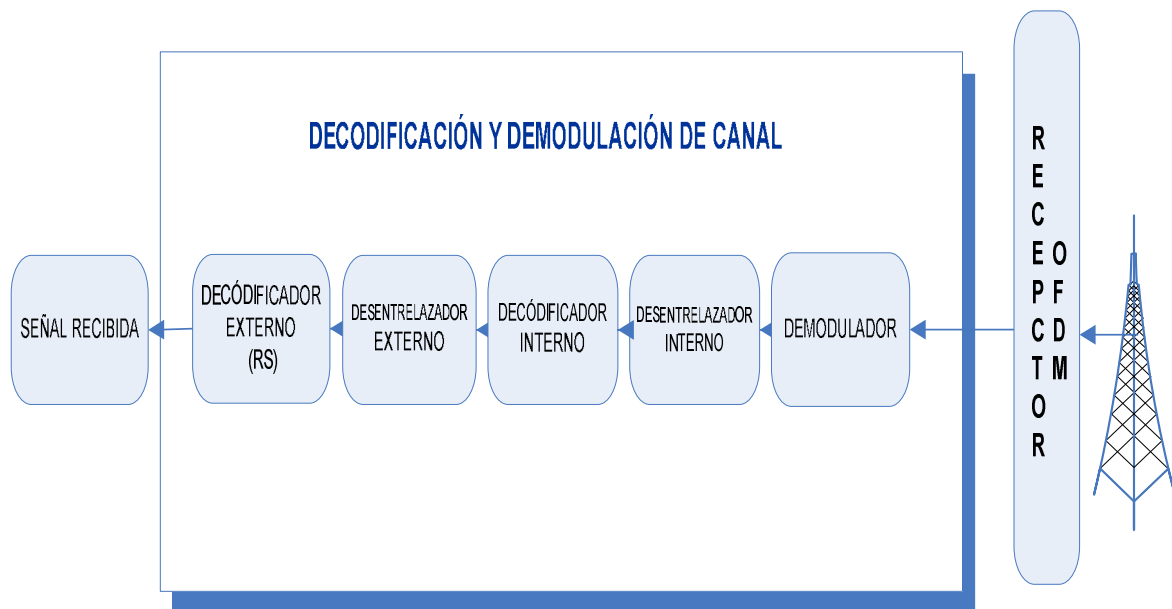 DECODIFICACIÓN Y DEMODULACIÓN DE CANAL
SEÑAL RECIBIDA
DECÓDIFICADOR
EXTERNO
(RS)
DESENTRELAZADOR
EXTERNO
DECÓDIFICADOR
INTERNO
DESENTRELAZADOR
INTERNO
DEMODULADOR
RECEPCTOR
OFDM